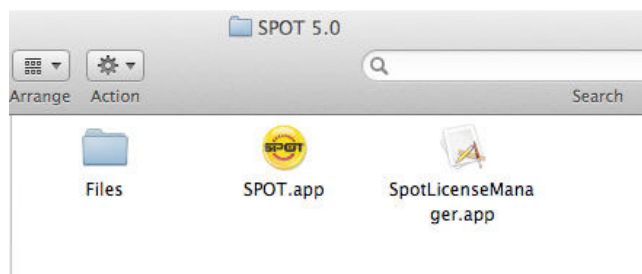 SPOT 5.0
Arrange
Action
Search
SPOT
Files
SPOT.app
SpotLicenseMana
ger.app